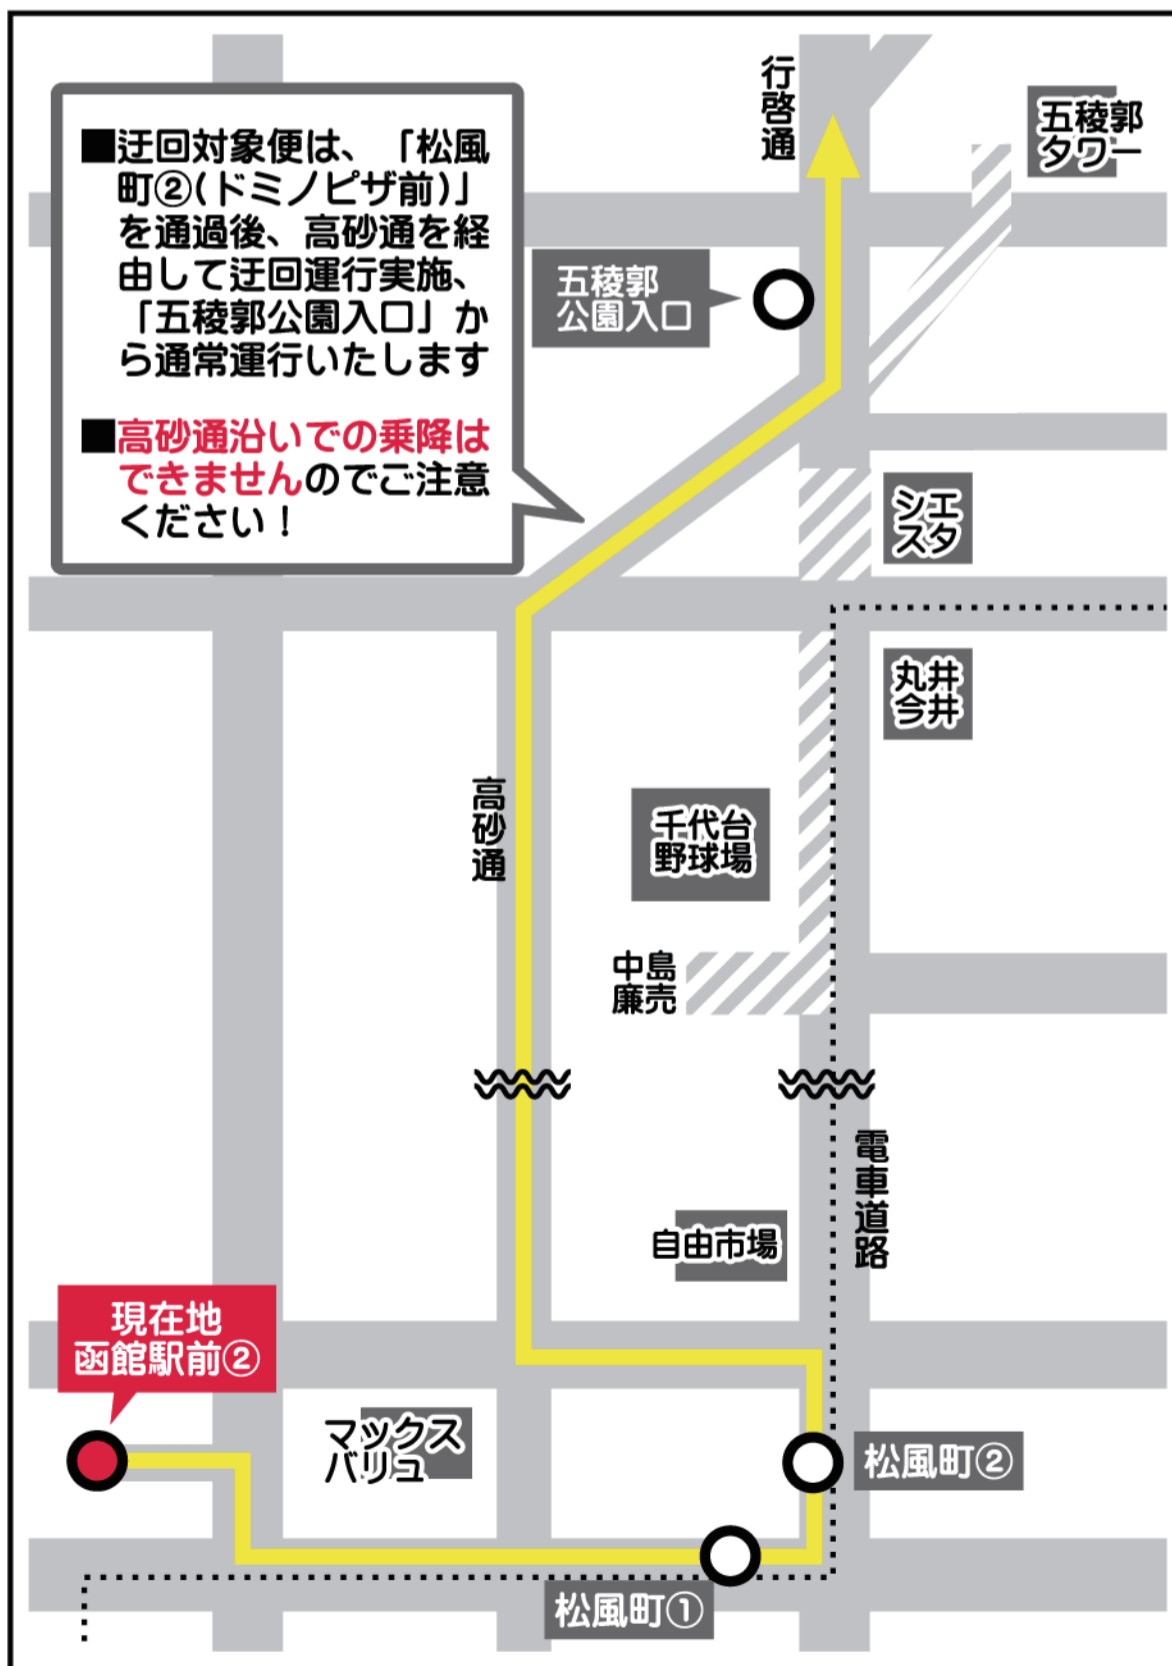 ■迂回対象便は、「松風
町②(ドミノピザ前)」
を通過後、高砂通を経
由して迂回運行実施、
「五稜郭公園入口」か
ら通常運行いたします
■高砂通沿いでの乗降は
できませんのでご注意
ください！
行啓通
五稜郭
タワー
五稜郭
公園入口
シエ
スタ
丸井
今井
高砂通
千代台
野球場
中島
廉売
電車道路
自由市場
現在地
函館駅前②
マックス
バリュ
松風町②
松風町①